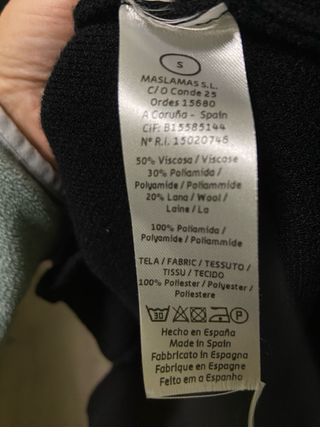 S
MASLAMAS S.L.
C/O Conde 25
Ordes 15680
A Coruña - Spain
CIF: B15585144
Nº R.I. 15020746
50% Viscosa / Viscose
30% Poliamida /
Polyamide / Poliammide
20% Lana / Wool /
Laine / La
100% Poliamida /
Polyamide / Poliammide
TELA / FABRIC / TESSUTO /
TISSU / TECIDO
100% Poliester / Polyester /
Poliestere
30 P
Hecho en España
Made in Spain
Fabbricato in Espagna
Fabrique en Espagne
Feito em a Espanha